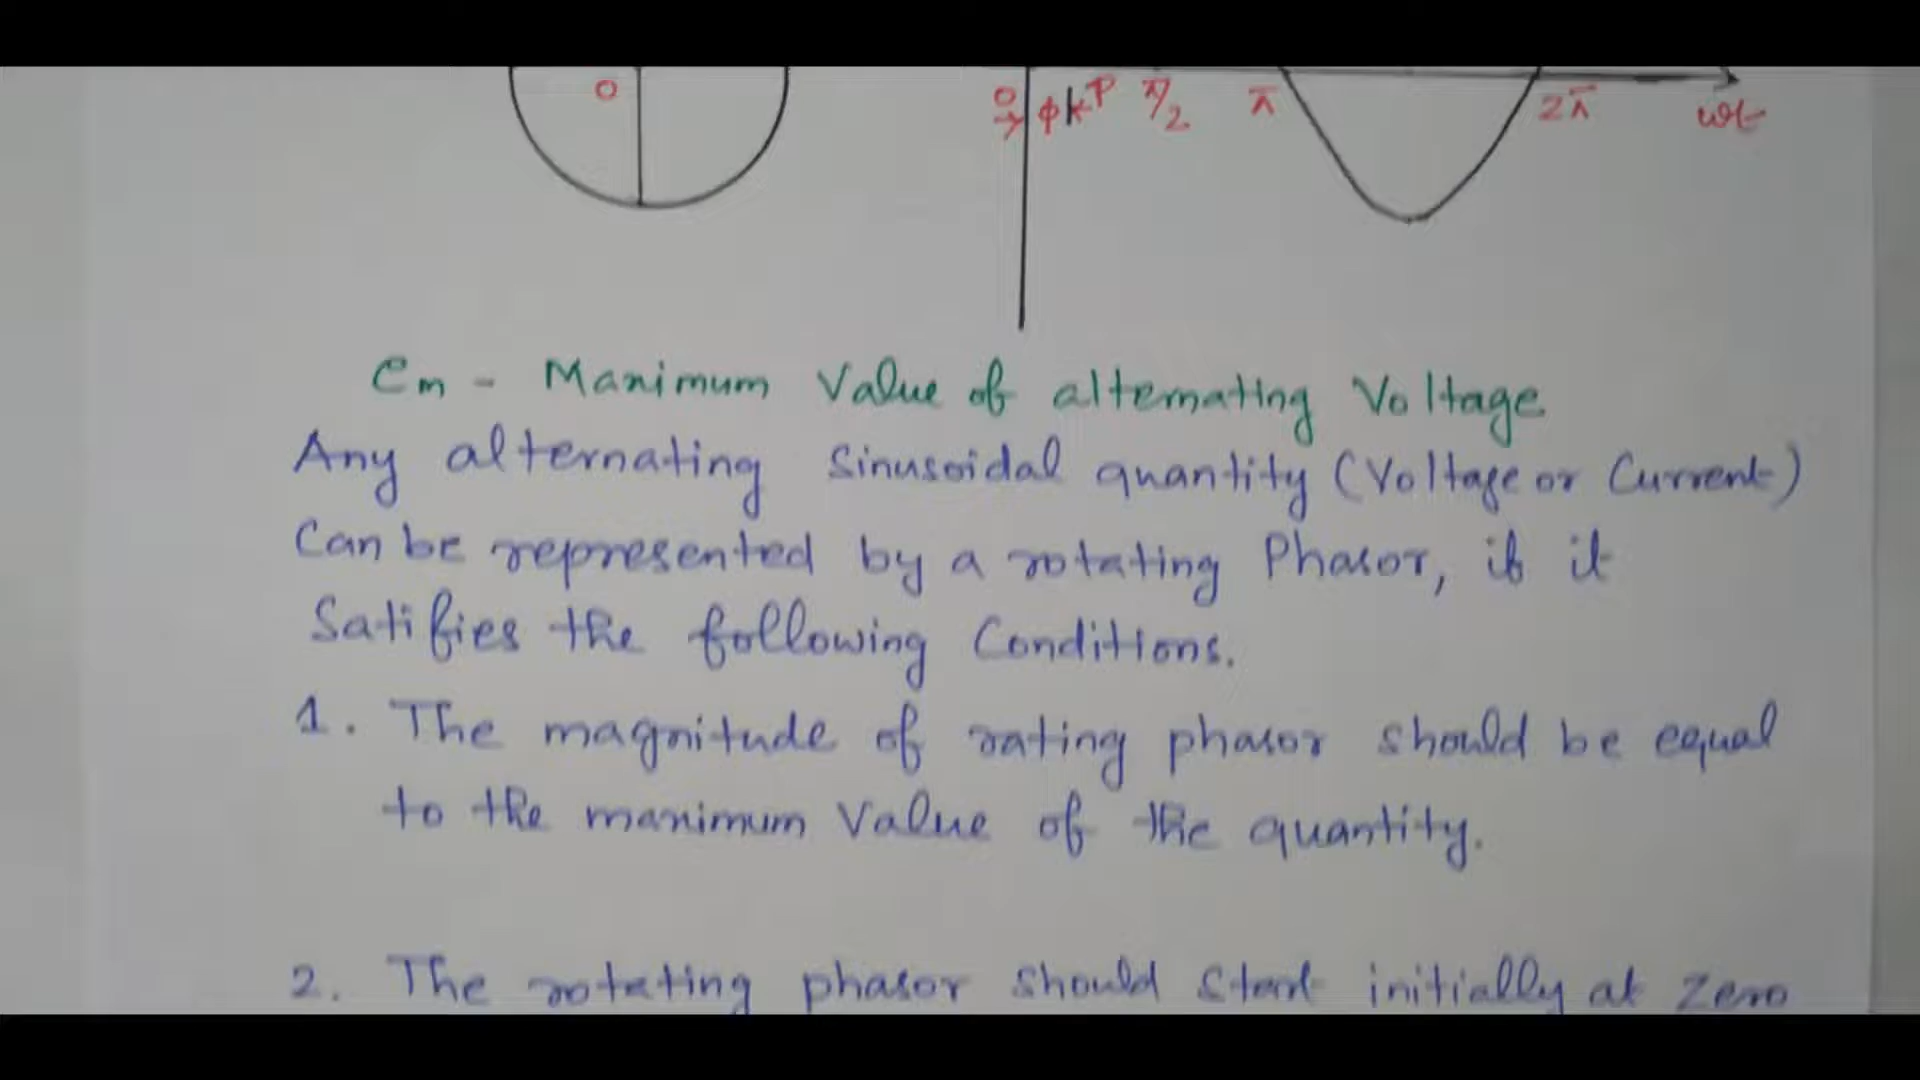 O
O φ P π/2 π 2π ωt
em - Maximum Value of alternating Voltage
Any alternating sinusoidal quantity (Voltage or Current)
Can be represented by a rotating Phasor, if it
Satifies the following Conditions.
1. The magnitude of rating phasor should be equal
to the maximum Value of the quantity.
2. The rotating phasor should start initially at zero